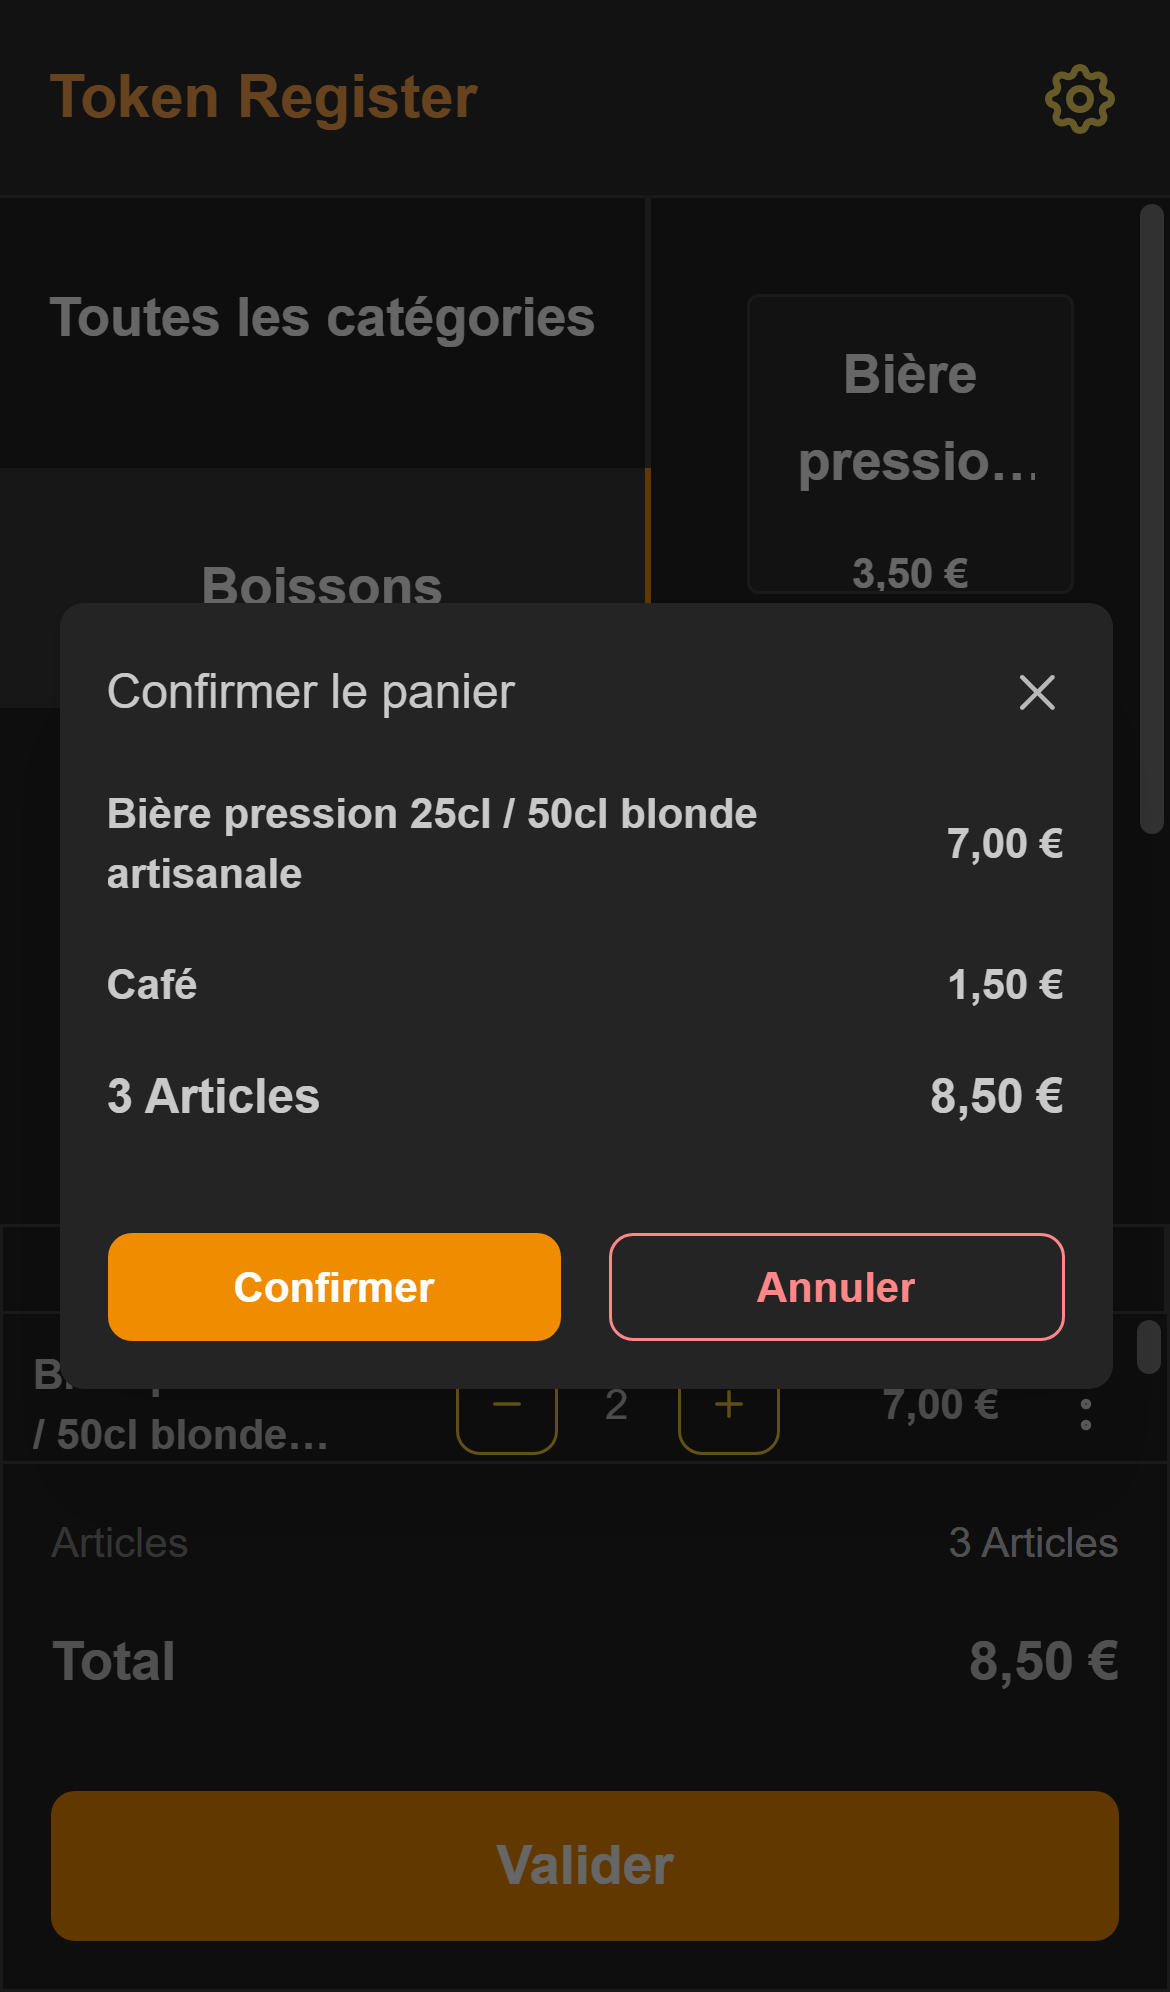 Token Register
Toutes les catégories
Bière
pressio...
3,50 €
Boissons
Confirmer le panier
Bière pression 25cl / 50cl blonde
artisanale
7,00 €
Café
1,50 €
3 Articles
8,50 €
Confirmer
Annuler
/ 50cl blonde...
2
7,00 €
Articles
3 Articles
Total
8,50 €
Valider